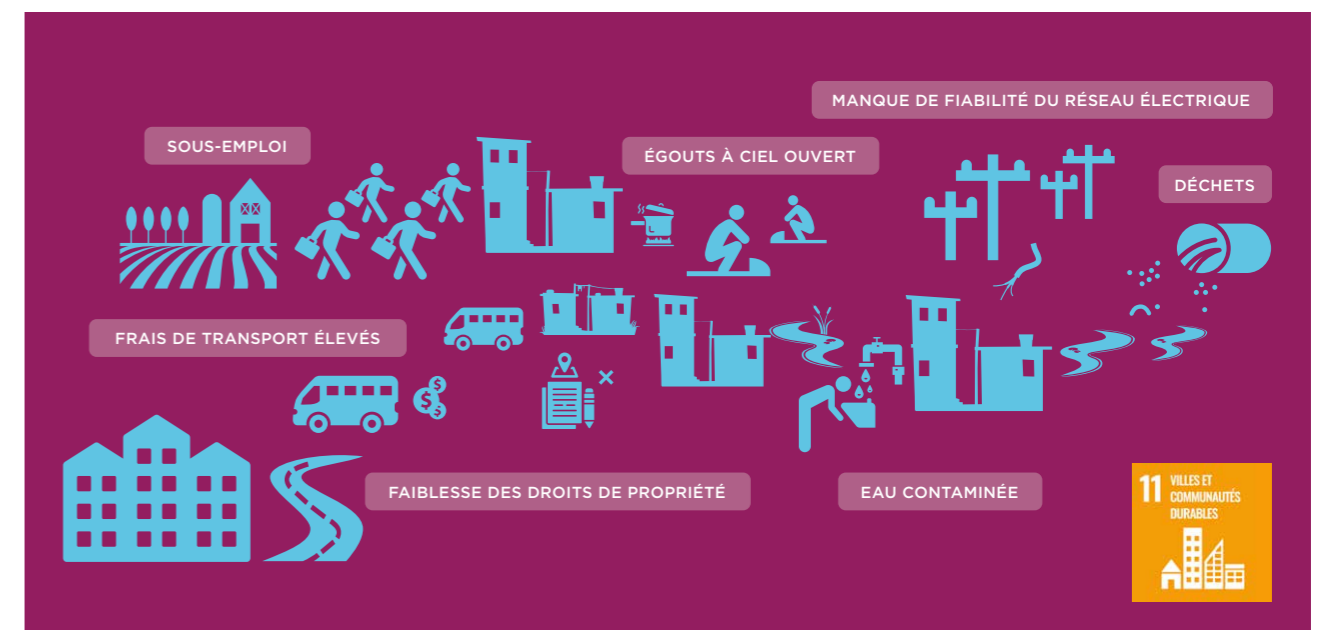 MANQUE DE FIABILITÉ DU RÉSEAU ÉLECTRIQUE
SOUS-EMPLOI
ÉGOUTS À CIEL OUVERT
DÉCHETS
FRAIS DE TRANSPORT ÉLEVÉS
$
$
$
FAIBLESSE DES DROITS DE PROPRIÉTÉ
EAU CONTAMINÉE
11 VILLES ET
COMMUNAUTÉS
DURABLES